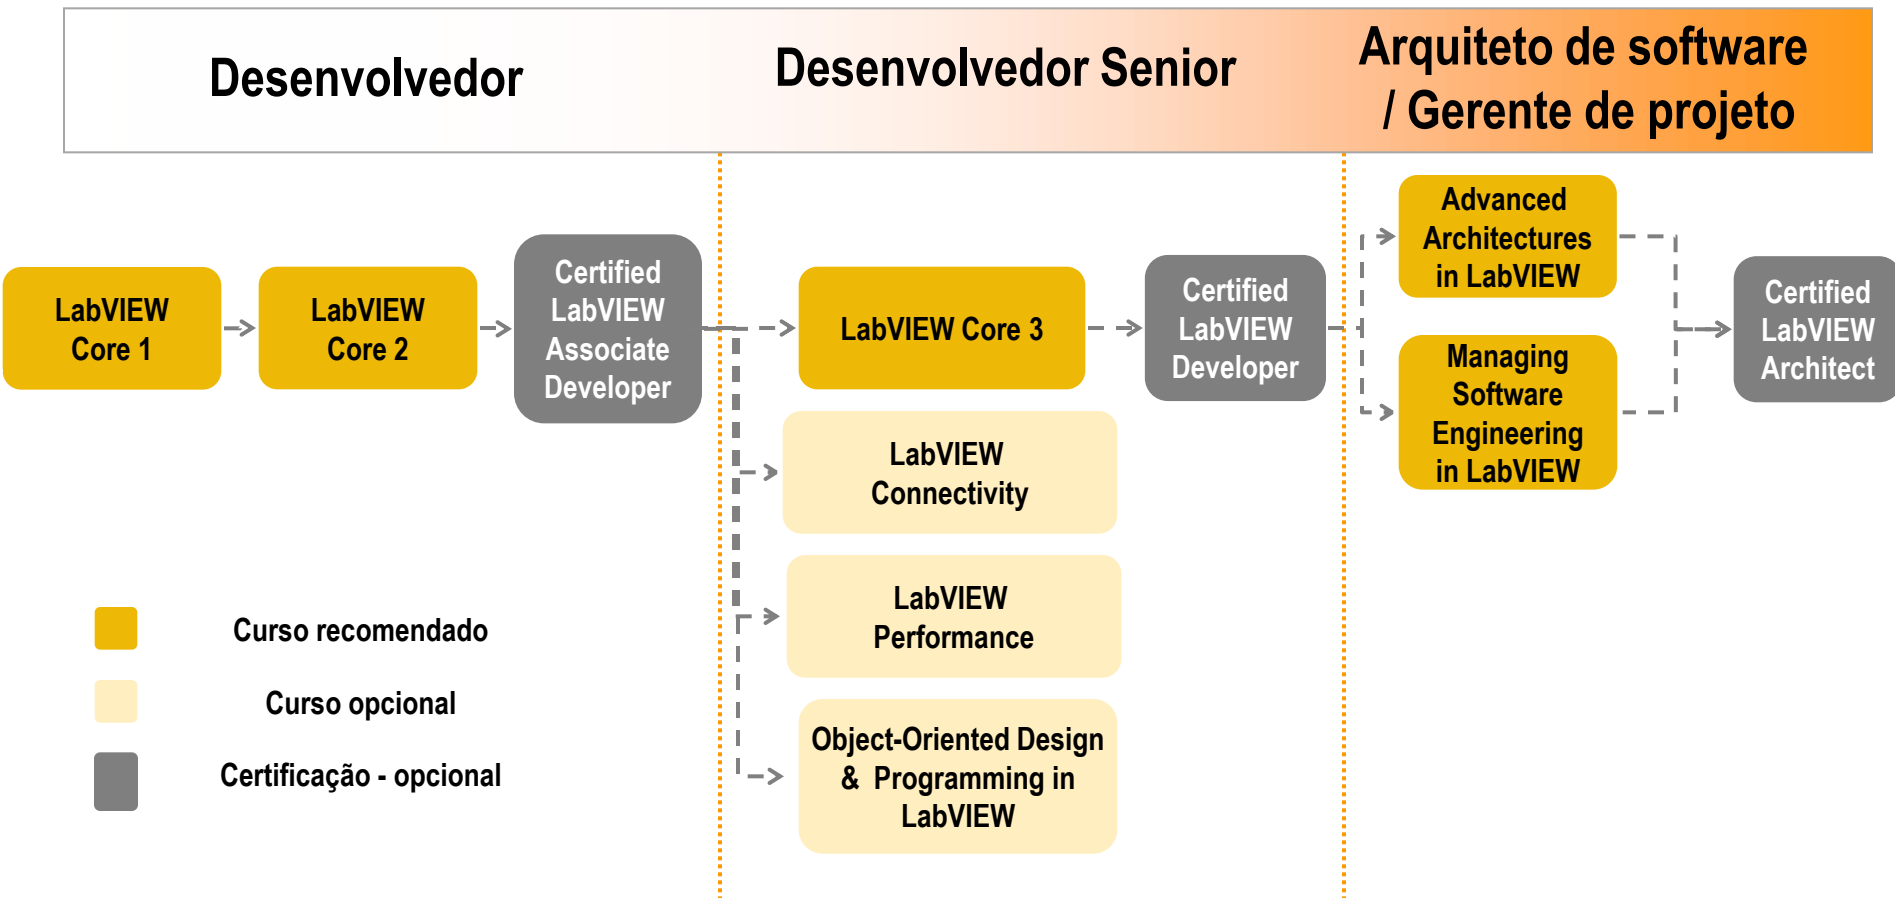 Desenvolvedor
Desenvolvedor Senior
Arquiteto de software
/ Gerente de projeto
LabVIEW
Core 1
LabVIEW
Core 2
Certified
LabVIEW
Associate
Developer
LabVIEW Core 3
Certified
LabVIEW
Developer
Advanced
Architectures
in LabVIEW
Managing
Software
Engineering
in LabVIEW
Certified
LabVIEW
Architect
LabVIEW
Connectivity
LabVIEW
Performance
Object-Oriented Design
& Programming in
LabVIEW
Curso recomendado
Curso opcional
Certificação - opcional